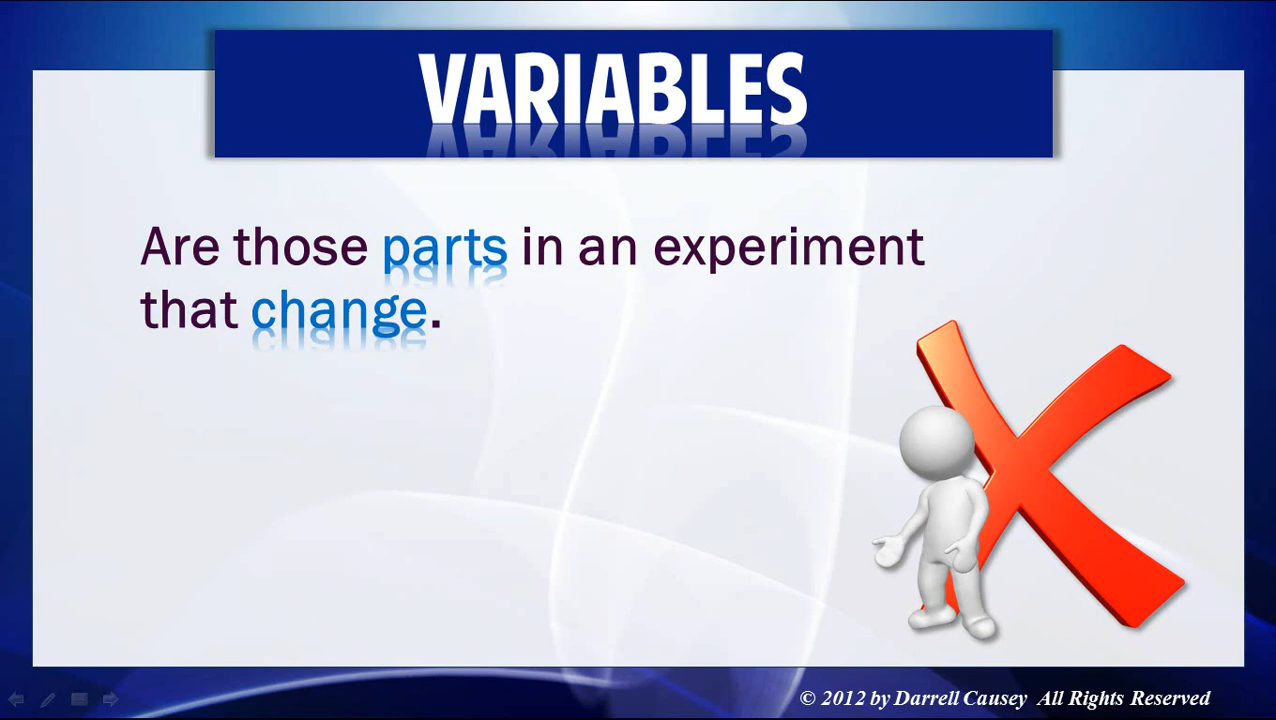 VARIABLES
Are those parts in an experiment
that change.
© 2012 by Darrell Causey All Rights Reserved